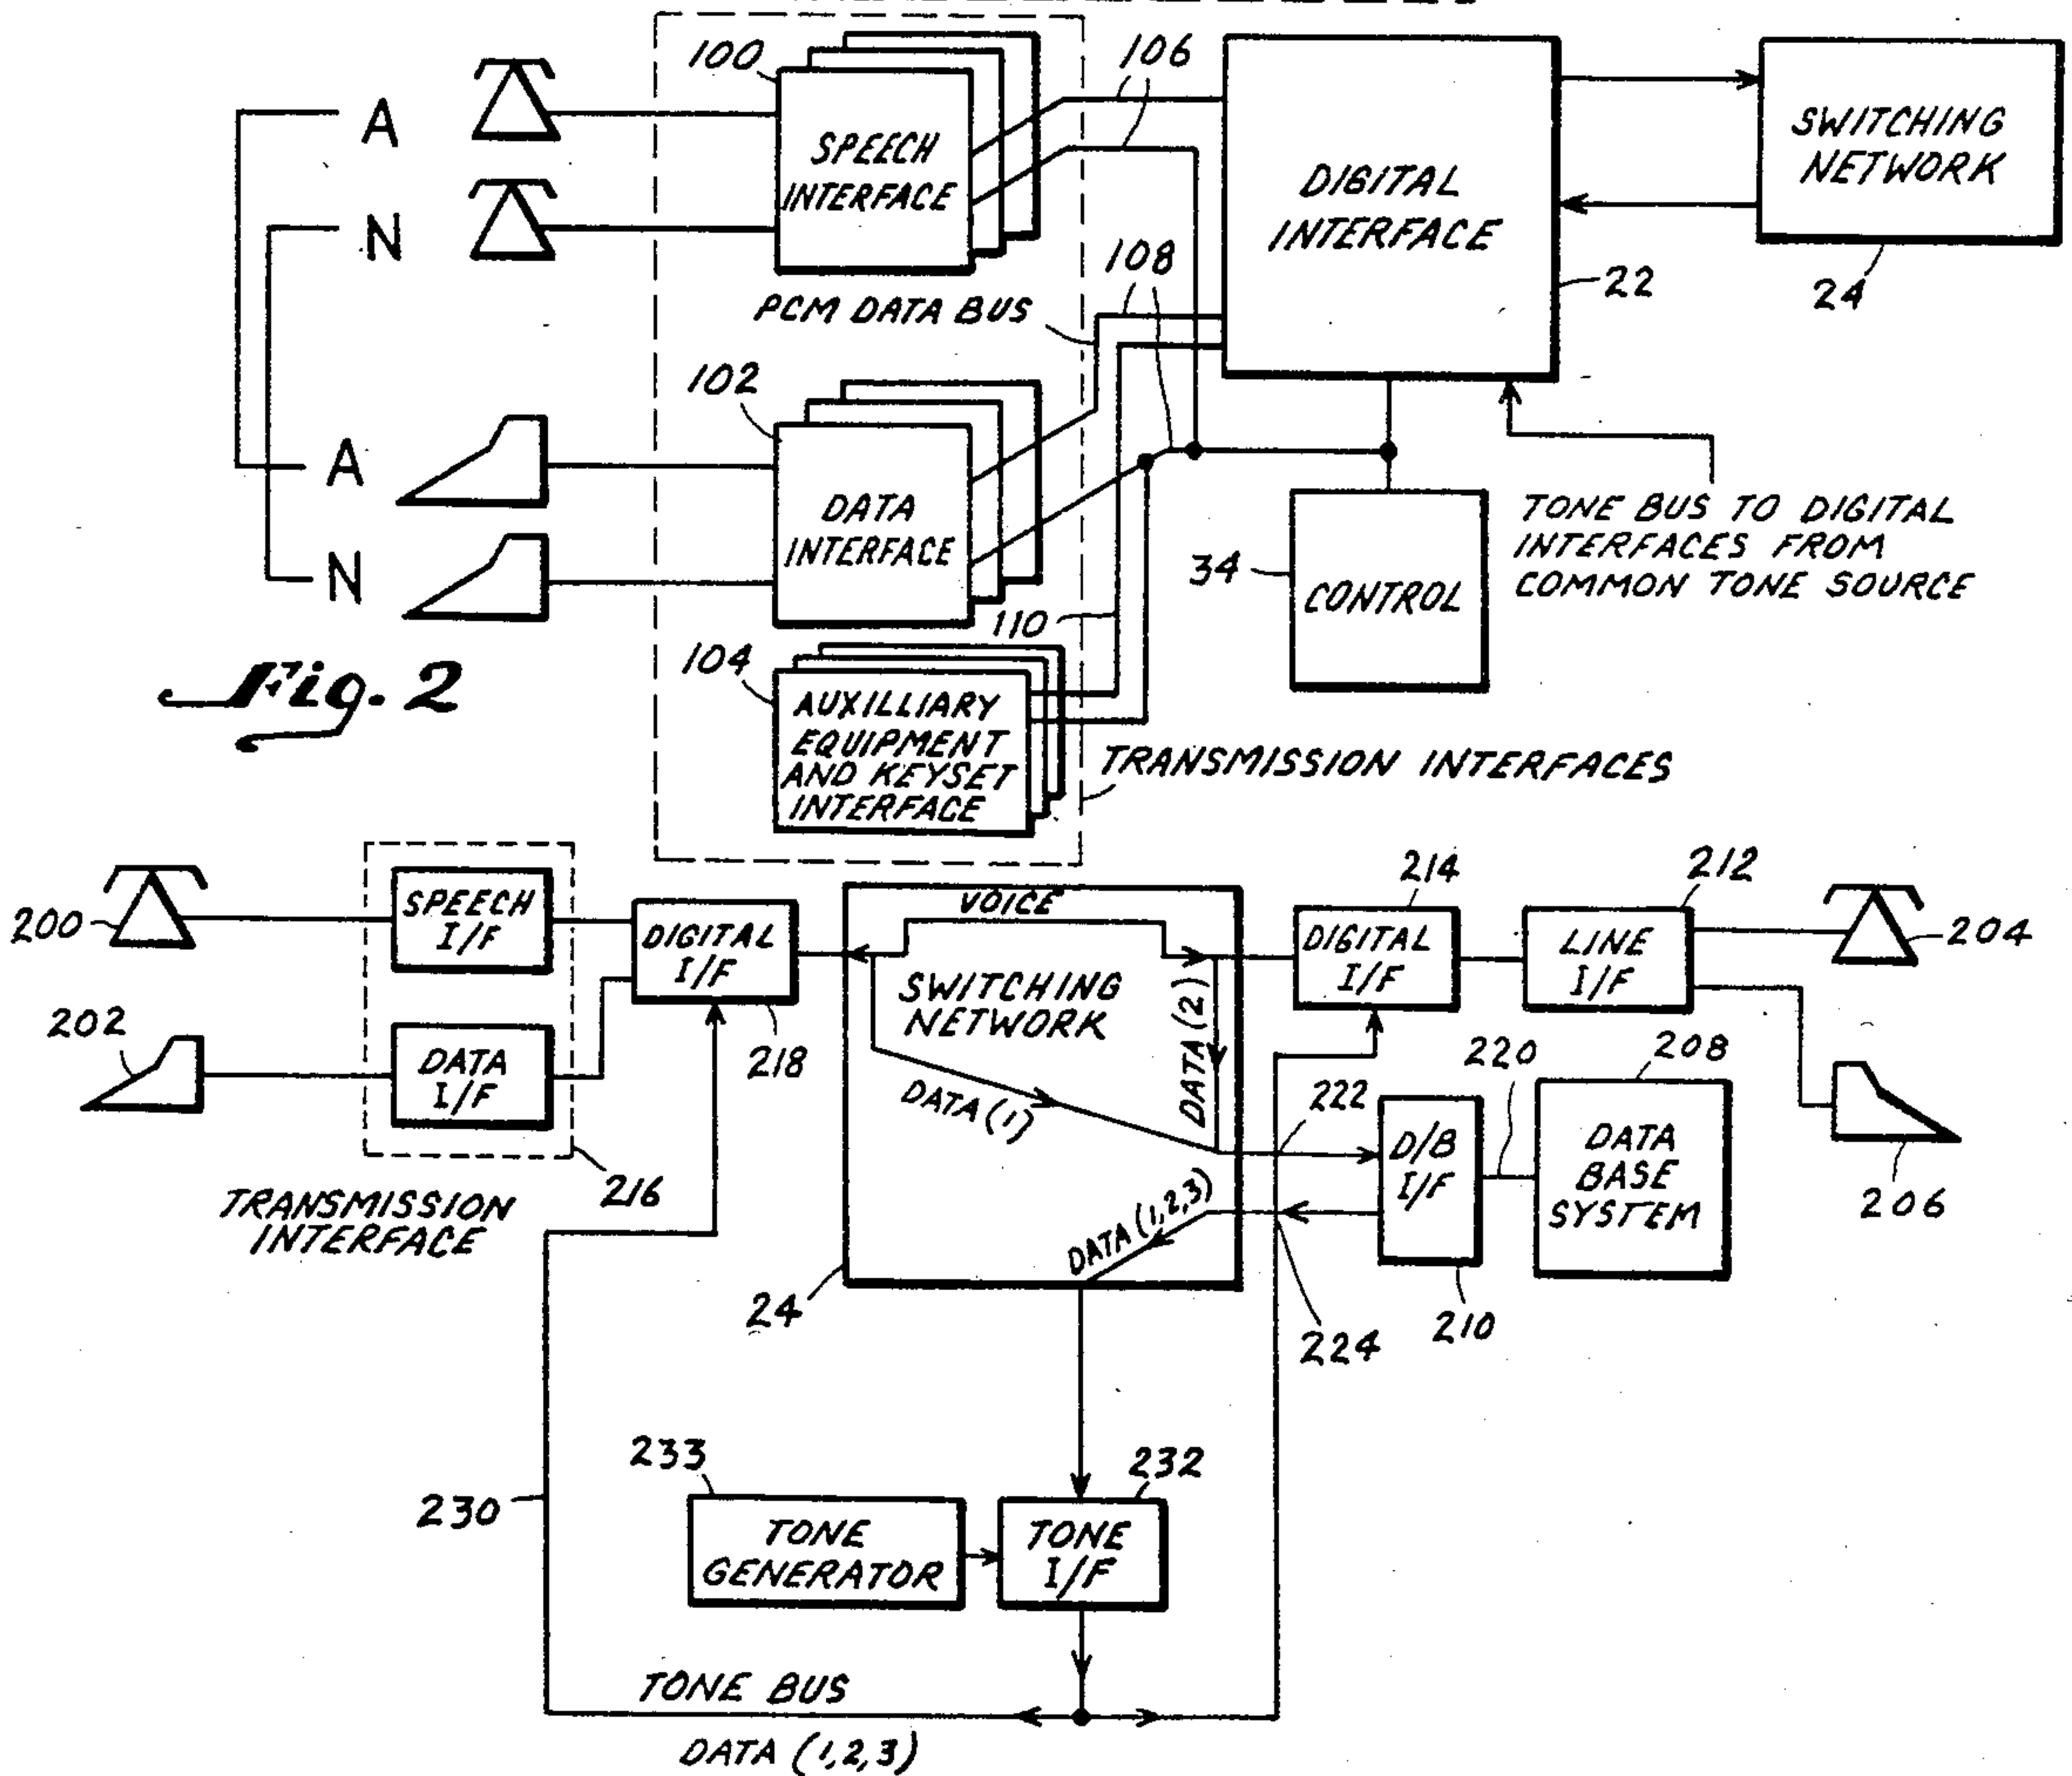 100
106
A
SPEECH
INTERFACE
DIGITAL
INTERFACE
SWITCHING
NETWORK
N
108
22
24
PCM DATA BUS
102
A
DATA
INTERFACE
N
TONE BUS TO DIGITAL
INTERFACES FROM
COMMON TONE SOURCE
34
CONTROL
110
Fig. 2
104
AUXILLIARY
EQUIPMENT
AND KEYSET
INTERFACE
TRANSMISSION INTERFACES
200
SPEECH
I/F
DIGITAL
I/F
VOICE
SWITCHING
NETWORK
214
DIGITAL
I/F
212
LINE
I/F
204
202
DATA
I/F
218
DATA (1)
DATA (2)
222
D/B
I/F
220
208
DATA
BASE
SYSTEM
206
216
TRANSMISSION
INTERFACE
DATA (1,2,3)
24
224
210
233
232
230
TONE
GENERATOR
TONE
I/F
TONE BUS
DATA (1,2,3)